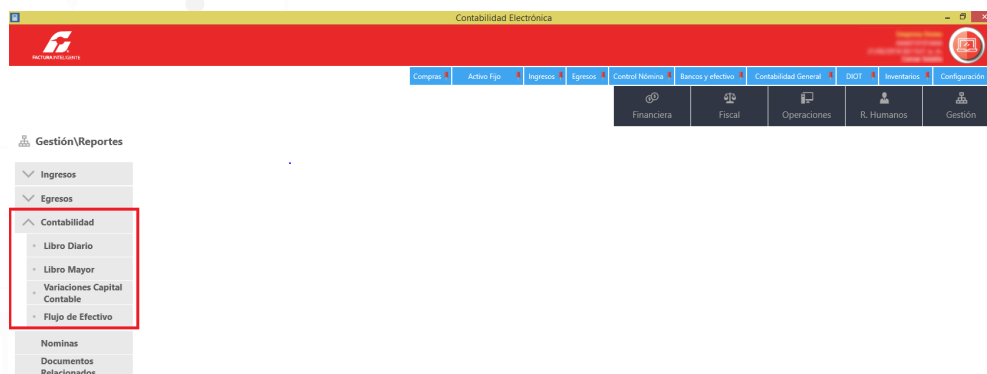 Contabilidad Electrónica
FACTURA INTELIGENTE
Compras Activo Fijo Ingresos Egresos Control Nómina Bancos y efectivo Contabilidad General DIOT Inventarios Configuración
Financiera Fiscal Operaciones R. Humanos Gestión
Gestión\Reportes
Ingresos
Egresos
Contabilidad
Libro Diario
Libro Mayor
Variaciones Capital
Contable
Flujo de Efectivo
Nominas
Documentos
Relacionados